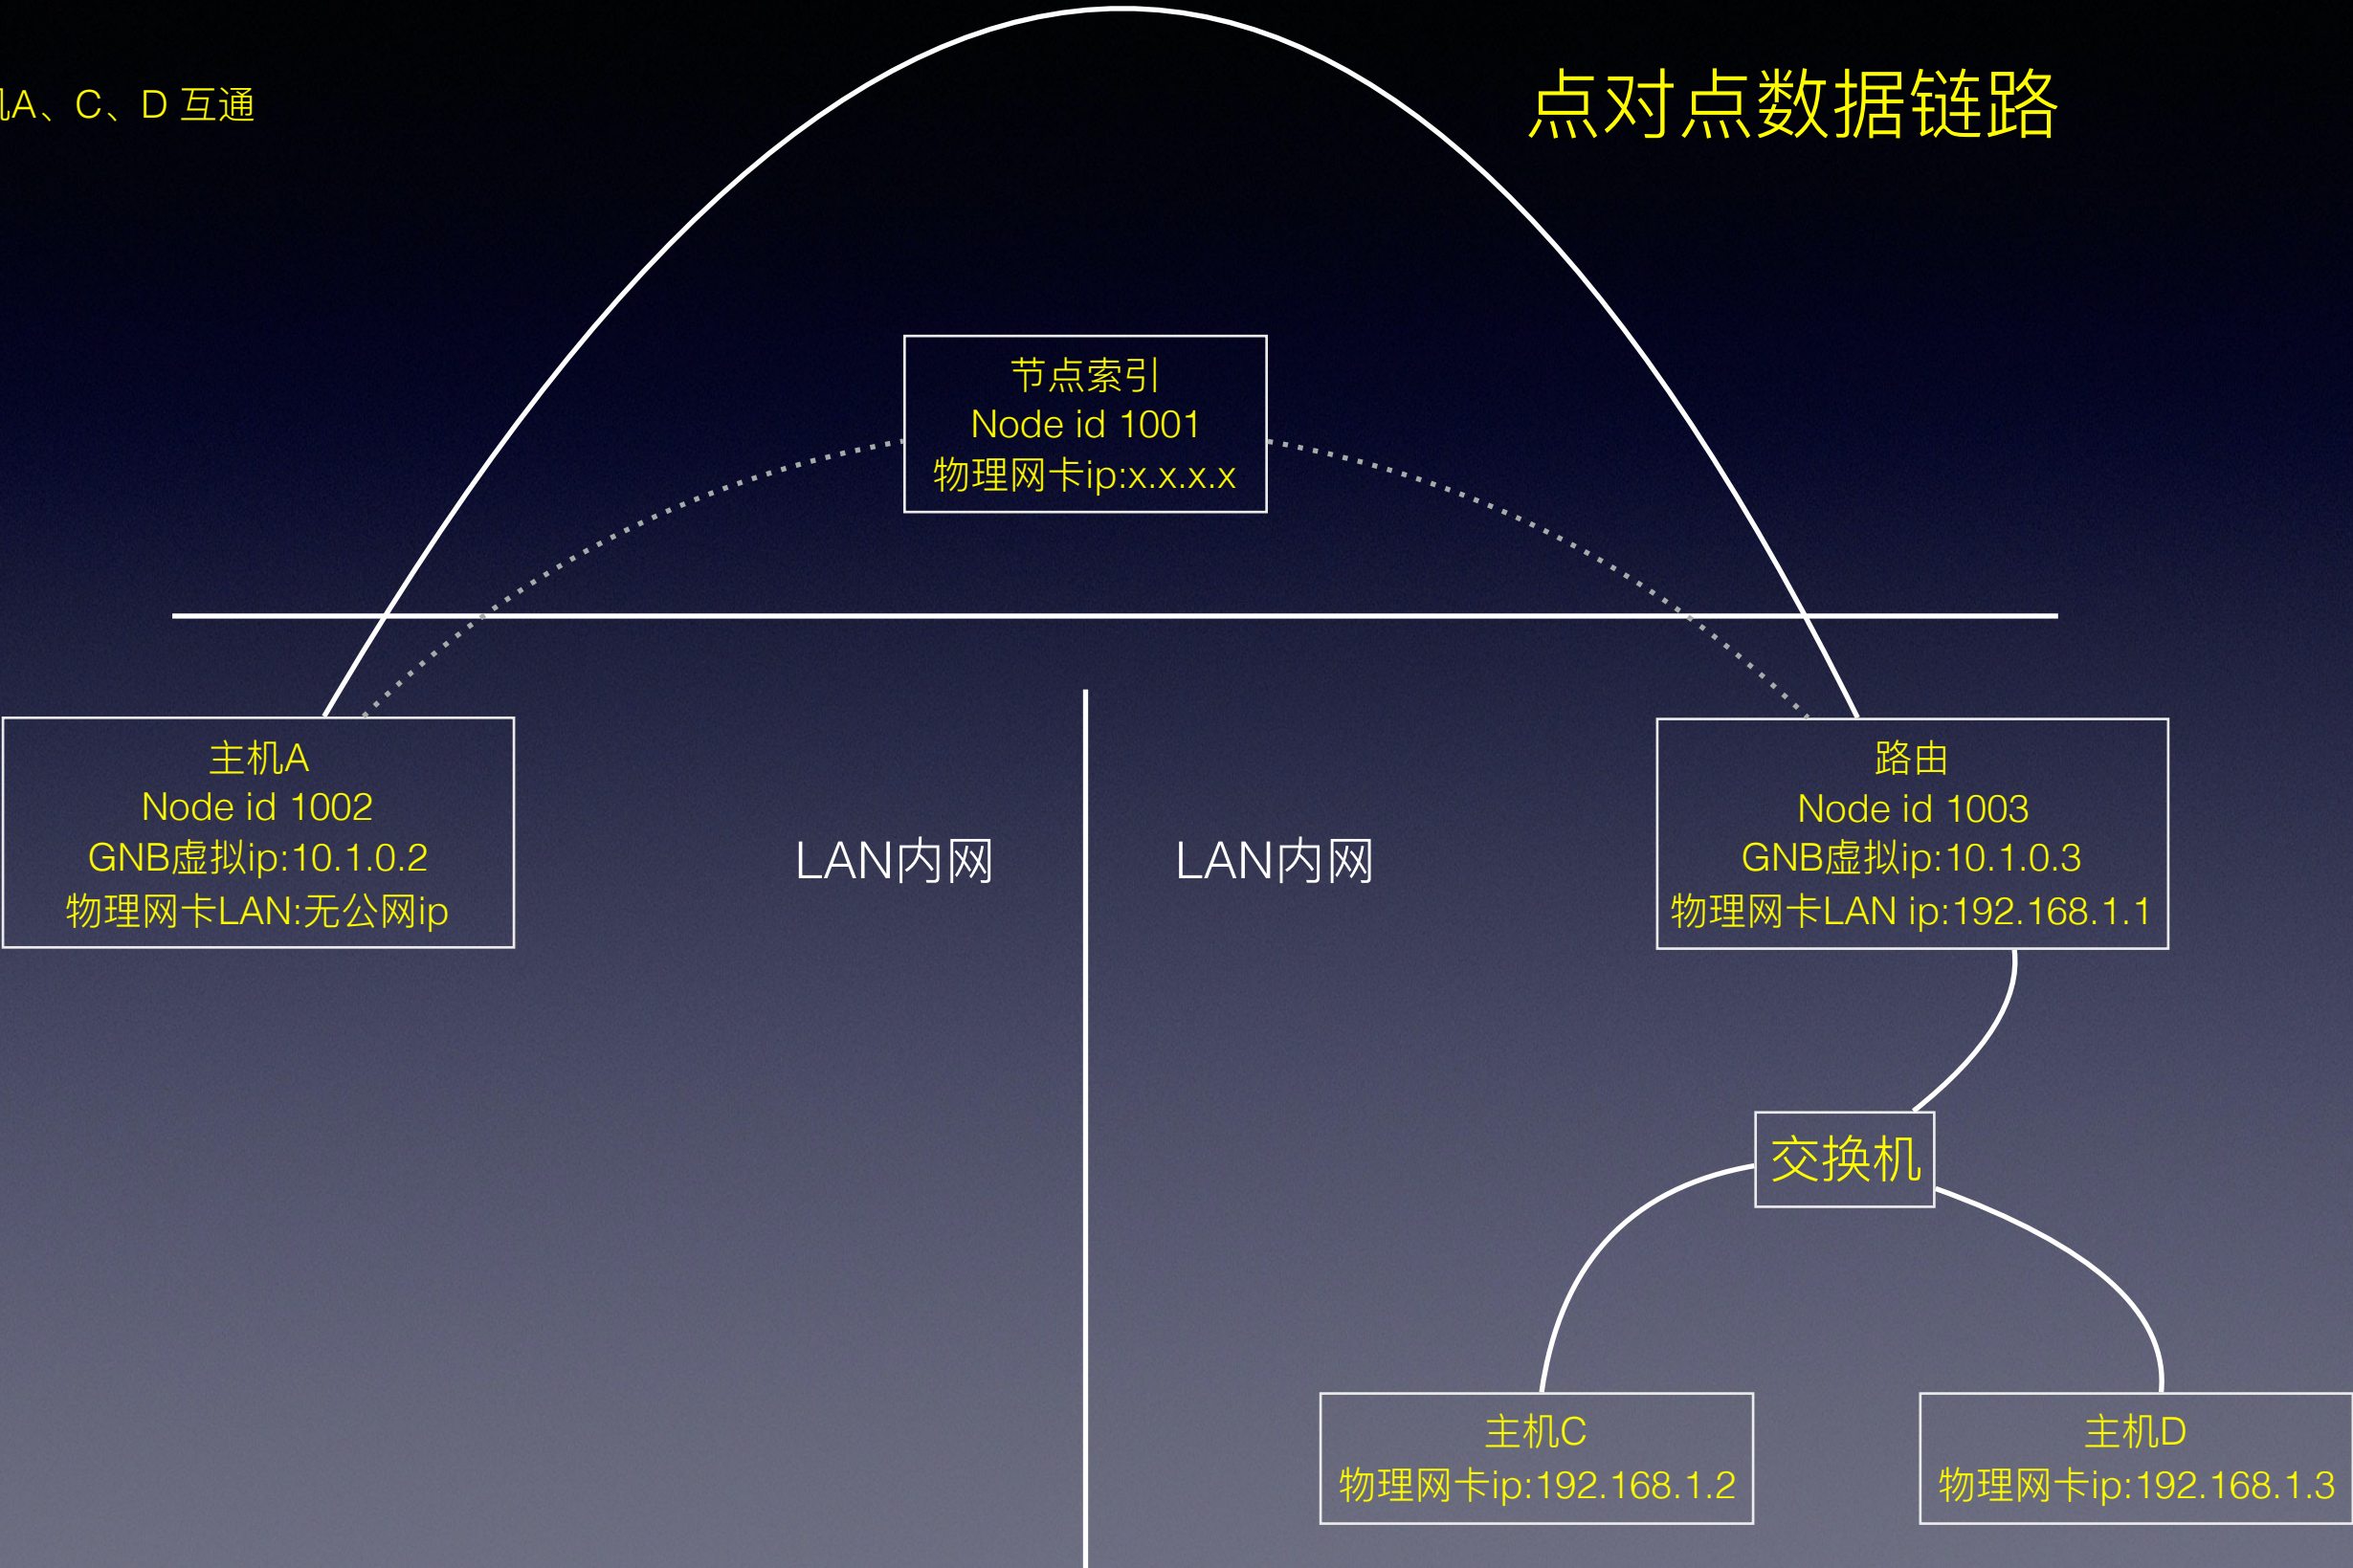 A、C、D 互通
点对点数据链路
节点索引
Node id 1001
物理网卡ip:x.x.x.x
主机A
Node id 1002
GNB虚拟ip:10.1.0.2
物理网卡LAN:无公网ip
LAN内网
LAN内网
路由
Node id 1003
GNB虚拟ip:10.1.0.3
物理网卡LAN ip:192.168.1.1
交换机
主机C
物理网卡ip:192.168.1.2
主机D
物理网卡ip:192.168.1.3